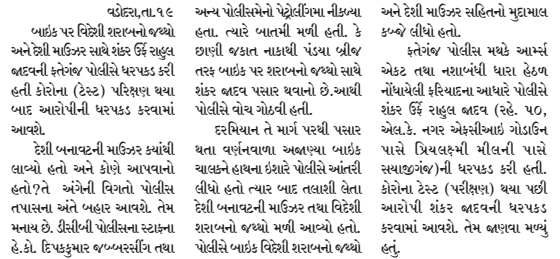 વડોદરા,તા.૧૯
બાઇક પર વિદેશી શરાબનો જથ્થો
અને દેશી માઉઝર સાથે શંકર ઉર્ફે રાહુલ
જાદવની ફતેગંજ પોલીસે ધરપકડ કરી
હતી કોરોના (ટેસ્ટ) પરિક્ષણ થયા
બાદ આરોપીની ધરપકડ કરવામાં
આવશે.
દેશી બનાવટની માઉઝર કયાંથી
લાવ્યો હતો અને કોણે આપવાનો
હતો?તે અંગેની વિગતો પોલીસ
તપાસના અંતે બહાર આવશે. તેમ
મનાય છે. ડીસીબી પોલીસના સ્ટાફના
હે.કો. દિપકકુમાર જબ્બરસીંગ તથા
અન્ય પોલીસમેનો પેટ્રોલીંગમા નીકળ્યા
હતા. ત્યારે બાતમી મળી હતી. કે
છાણી જકાત નાકાથી પંડયા બ્રીજ
તરફ બાઇક પર શરાબનો જથ્થો સાથે
શંકર જાદવ પસાર થવાનો છે.આથી
પોલીસે વોચ ગોઠવી હતી.
દરમિયાન તે માર્ગ પરથી પસાર
થતા વર્ણનવાળા અજાણ્યા બાઇક
ચાલકને હાથના ઇશારે પોલીસે આંતરી
લીધો હતો ત્યાર બાદ તલાશી લેતા
દેશી બનાવટની માઉઝર તથા વિદેશી
શરાબનો જથ્થો મળી આવ્યો હતો.
પોલીસે બાઇક વિદેશી શરાબનો જથ્થો
અને દેશી માઉઝર સહિતનો મુદામાલ
કબ્જે લીધો હતો.
ફતેગંજ પોલીસ મથકે આર્મ્સ
એકટ તથા નશાબંધી ધારા હેઠળ
નોંધાયેલી ફરિયાદના આધારે પોલીસે
શંકર ઉર્ફે રાહુલ જાદવ (રહે. ૫૦,
એલ.કે. નગર એફસીઆઇ ગોડાઉન
પાસે પ્રિયલક્ષ્મી મીલની પાસે
સયાજીગંજ)ની ધરપકડ કરી હતી.
કોરોના ટેસ્ટ (પરીક્ષણ) થયા પછી
આરોપી શંકર જાદવની ધરપકડ
કરવામાં આવશે. તેમ જાણવા મળ્યું
હતું.